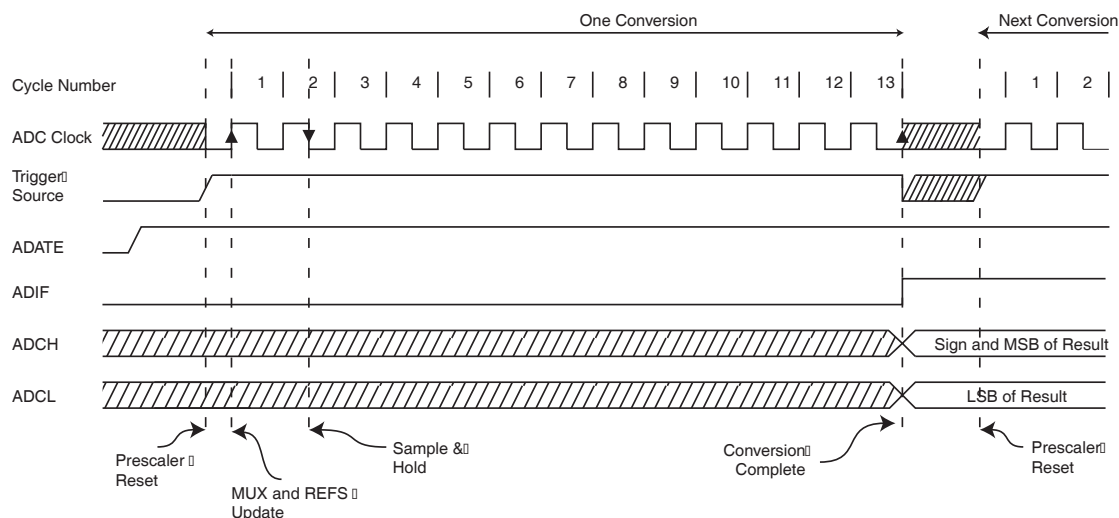 One Conversion
Next Conversion
Cycle Number
1 2 3 4 5 6 7 8 9 10 11 12 13 1 2
ADC Clock
Trigger
Source
ADATE
ADIF
ADCH
Sign and MSB of Result
ADCL
LSB of Result
Prescaler
Reset
MUX and REFS
Update
Sample &
Hold
Conversion
Complete
Prescaler
Reset